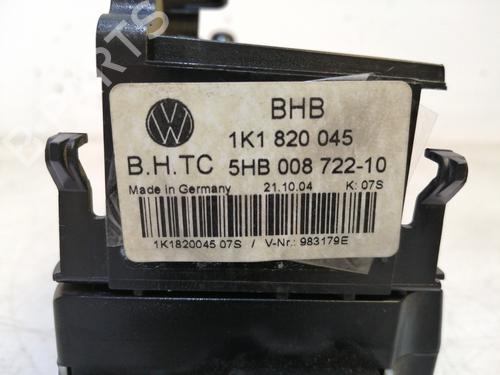 BHB
1K1 820 045
B.H.TC 5HB 008 722-10
Made in Germany 21.10.04 K: 07S
1K1820045 07S / V-Nr.: 983179E